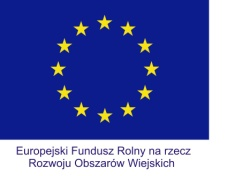 Europejski Fundusz Rolny na rzecz
Rozwoju Obszarów Wiejskich